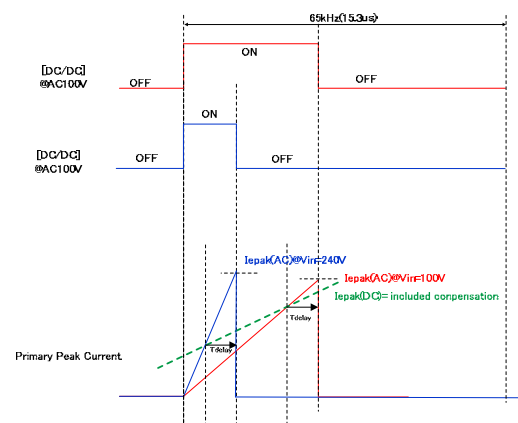 65kHz(15.3us)
ON
[DC/DC]
@AC100V
OFF
OFF
ON
[DC/DC]
@AC100V
OFF
OFF
Iepak(AC)@Vin=240V
Iepak(AC)@Vin=100V
Iepak(DC)= included conpensation
Tdelay
Tdelay
Primary Peak Current.